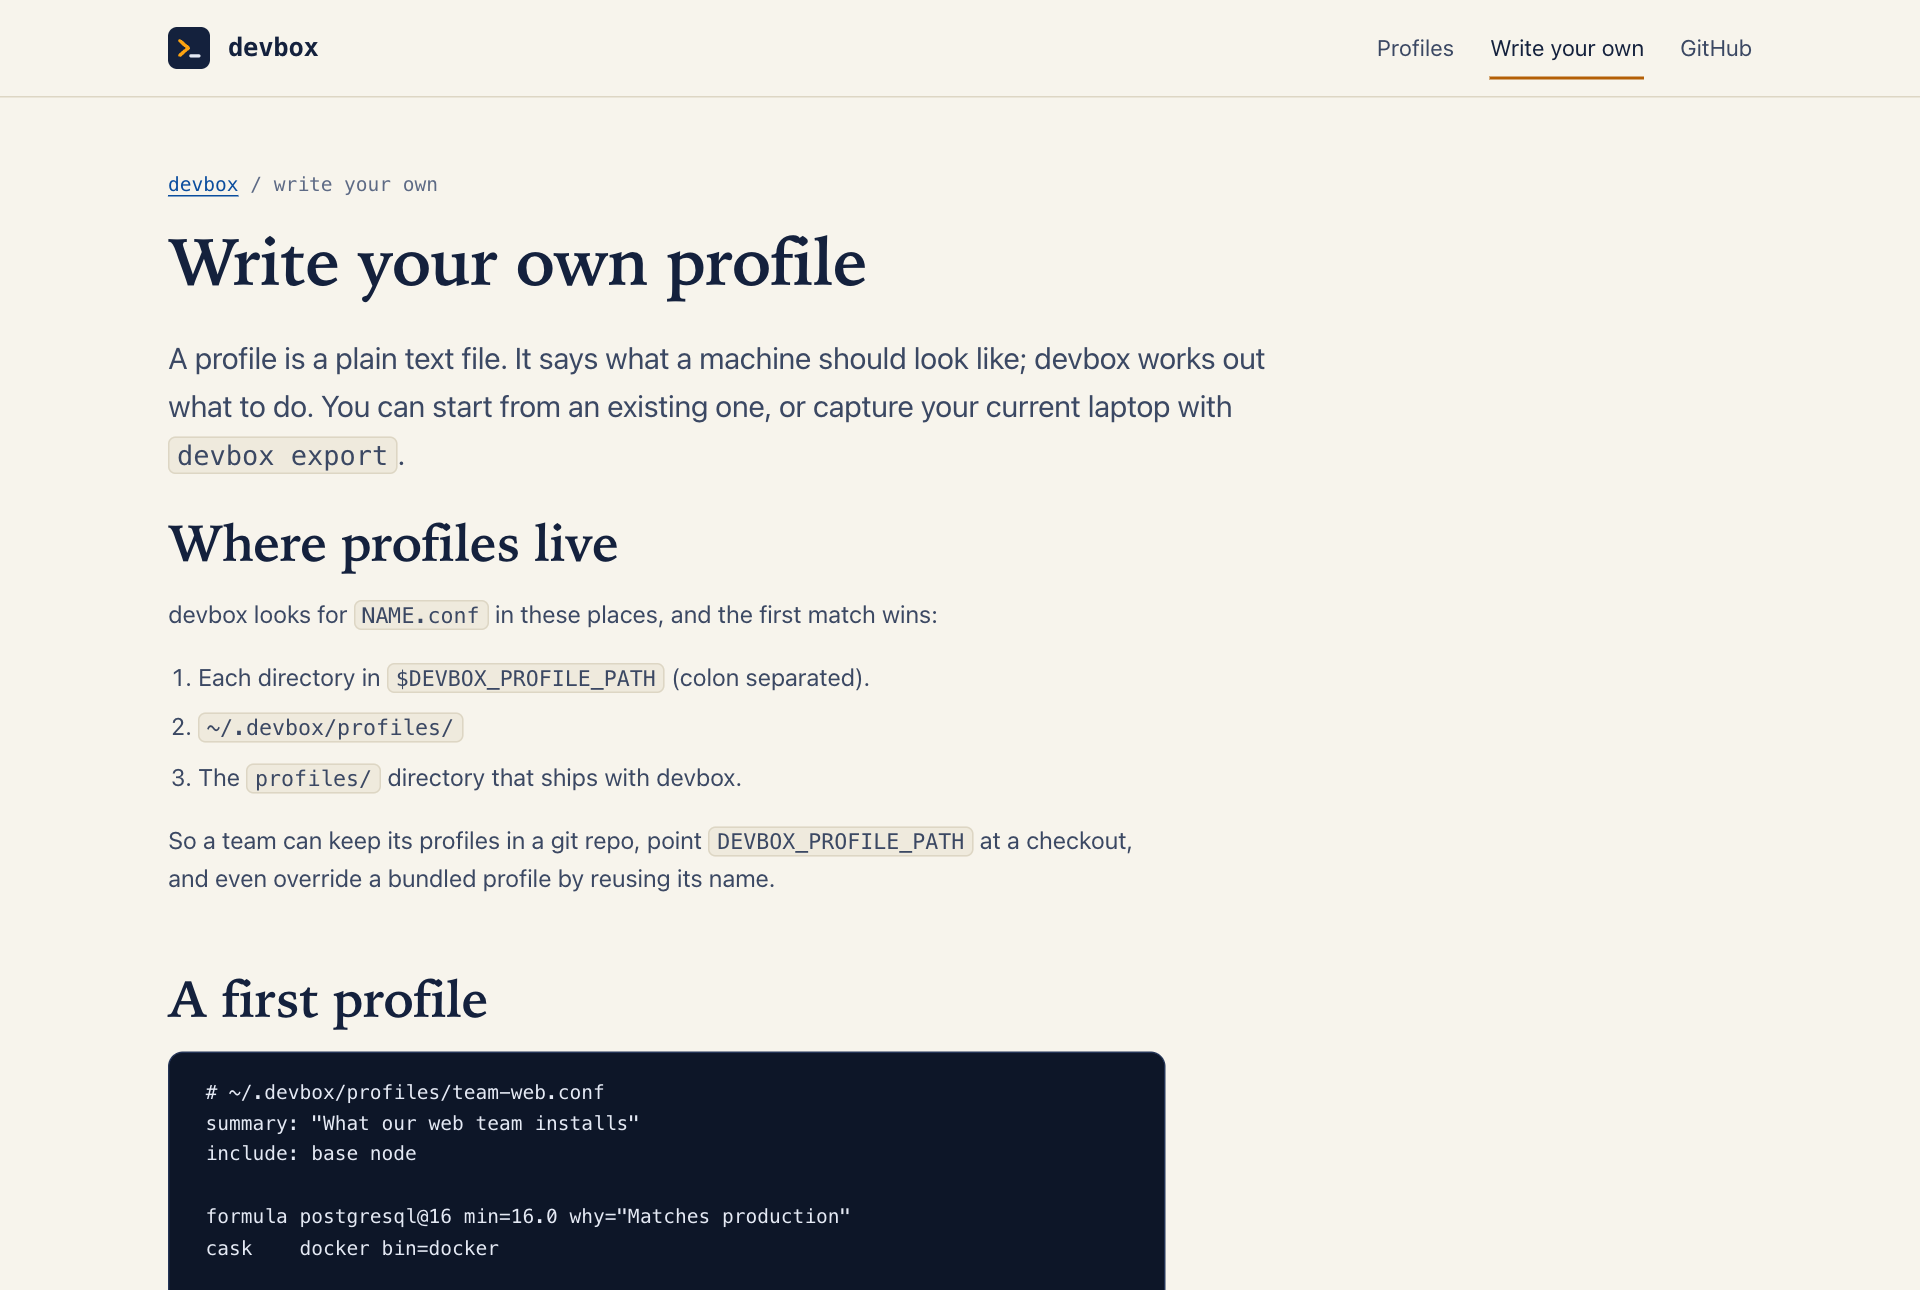 devbox
Profiles
Write your own
GitHub
devbox / write your own
Write your own profile
A profile is a plain text file. It says what a machine should look like; devbox works out
what to do. You can start from an existing one, or capture your current laptop with
devbox export.
Where profiles live
devbox looks for NAME.conf in these places, and the first match wins:
1. Each directory in $DEVBOX_PROFILE_PATH (colon separated).
2. ~/.devbox/profiles/
3. The profiles/ directory that ships with devbox.
So a team can keep its profiles in a git repo, point DEVBOX_PROFILE_PATH at a checkout,
and even override a bundled profile by reusing its name.
A first profile
# ~/.devbox/profiles/team-web.conf
summary: "What our web team installs"
include: base node
formula postgresql@16 min=16.0 why="Matches production"
cask    docker bin=docker